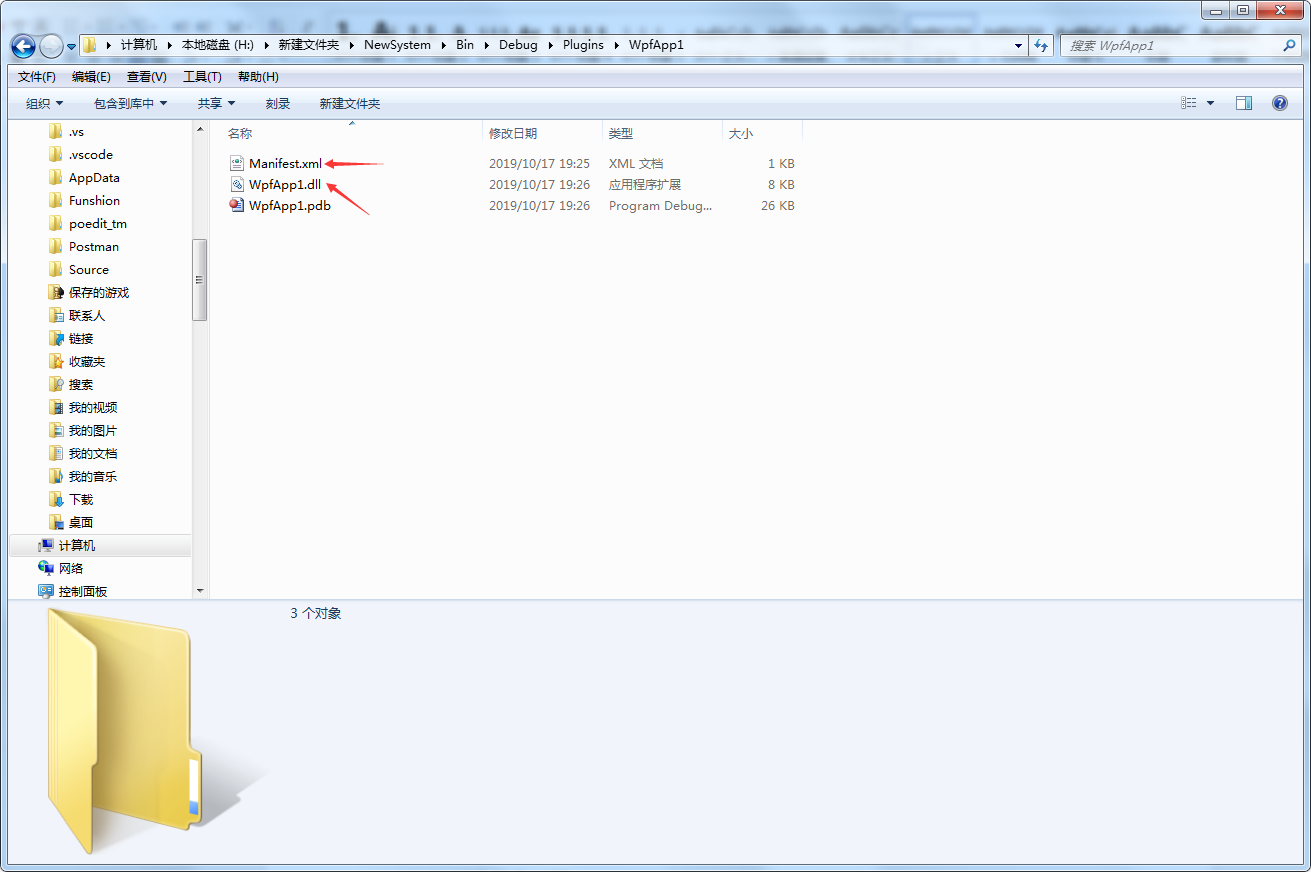 计算机 本地磁盘 (H:) 新建文件夹 NewSystem Bin Debug Plugins WpfApp1 搜索 WpfApp1
文件(F) 编辑(E) 查看(V) 工具(T) 帮助(H)
组织 包含到库中 共享 刻录 新建文件夹
.vs
.vscode
AppData
Funshion
poedit_tm
Postman
Source
保存的游戏
联系人
链接
收藏夹
搜索
我的视频
我的图片
我的文档
我的音乐
下载
桌面
计算机
网络
控制面板
名称 修改日期 类型 大小
Manifest.xml 2019/10/17 19:25 XML 文档 1 KB
WpfApp1.dll 2019/10/17 19:26 应用程序扩展 8 KB
WpfApp1.pdb 2019/10/17 19:26 Program Debug... 26 KB
3 个对象